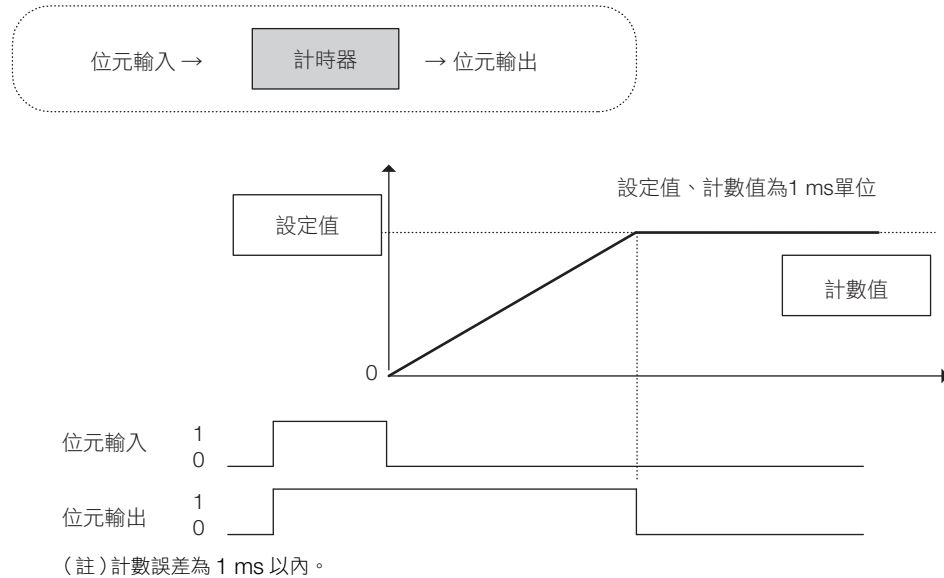 位元輸入 → 計時器 → 位元輸出
設定值、計數值為1 ms單位
設定值
計數值
0
位元輸入 1
0
位元輸出 1
0
（註）計數誤差為 1 ms 以內。